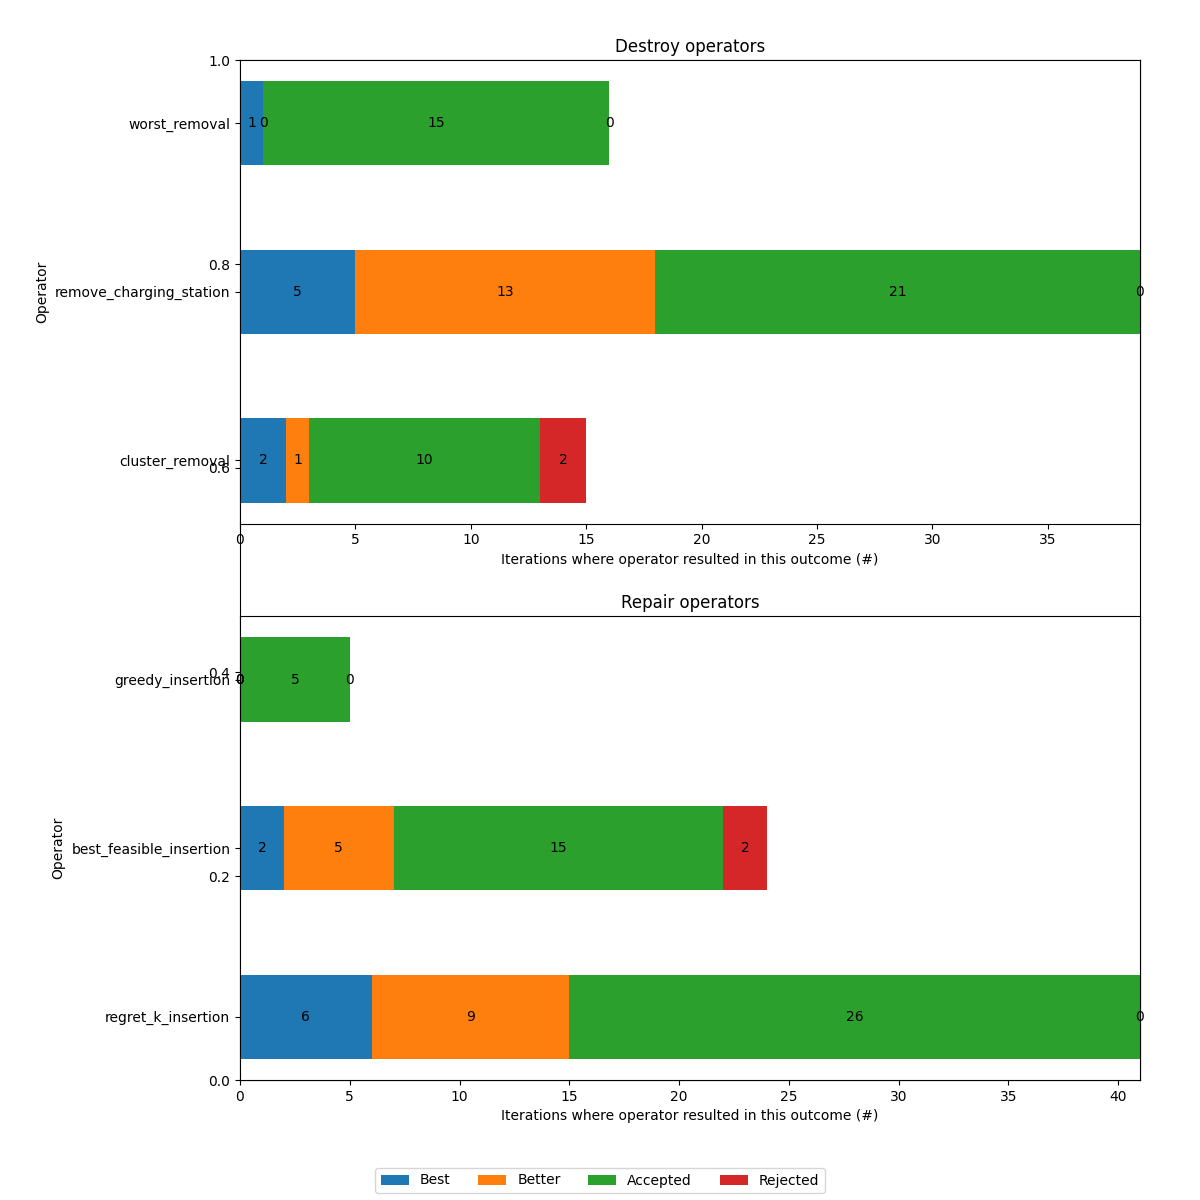 Destroy operators
1.0
worst_removal
1 0 15 0
Operator
0.8
remove_charging_station
5 13 21 0
cluster_removal
2 1 10 2
0.6
0 5 10 15 20 25 30 35
Iterations where operator resulted in this outcome (#)
Repair operators
0.4
greedy_insertion
0 0 5 0
Operator
best_feasible_insertion
2 5 15 2
0.2
regret_k_insertion
6 9 26 0
0.0
0 5 10 15 20 25 30 35 40
Iterations where operator resulted in this outcome (#)
Best Better Accepted Rejected